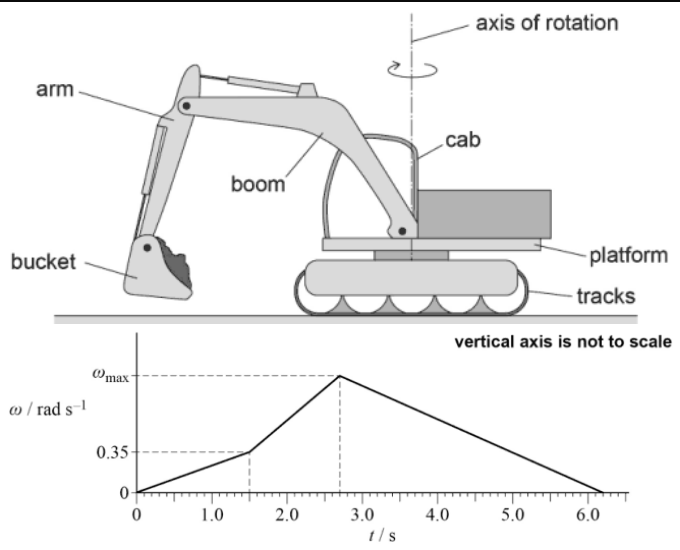 axis of rotation
arm
cab
boom
bucket
platform
tracks
vertical axis is not to scale
ω_max
ω / rad s⁻¹
0.35
0
0 1.0 2.0 3.0 4.0 5.0 6.0
t / s